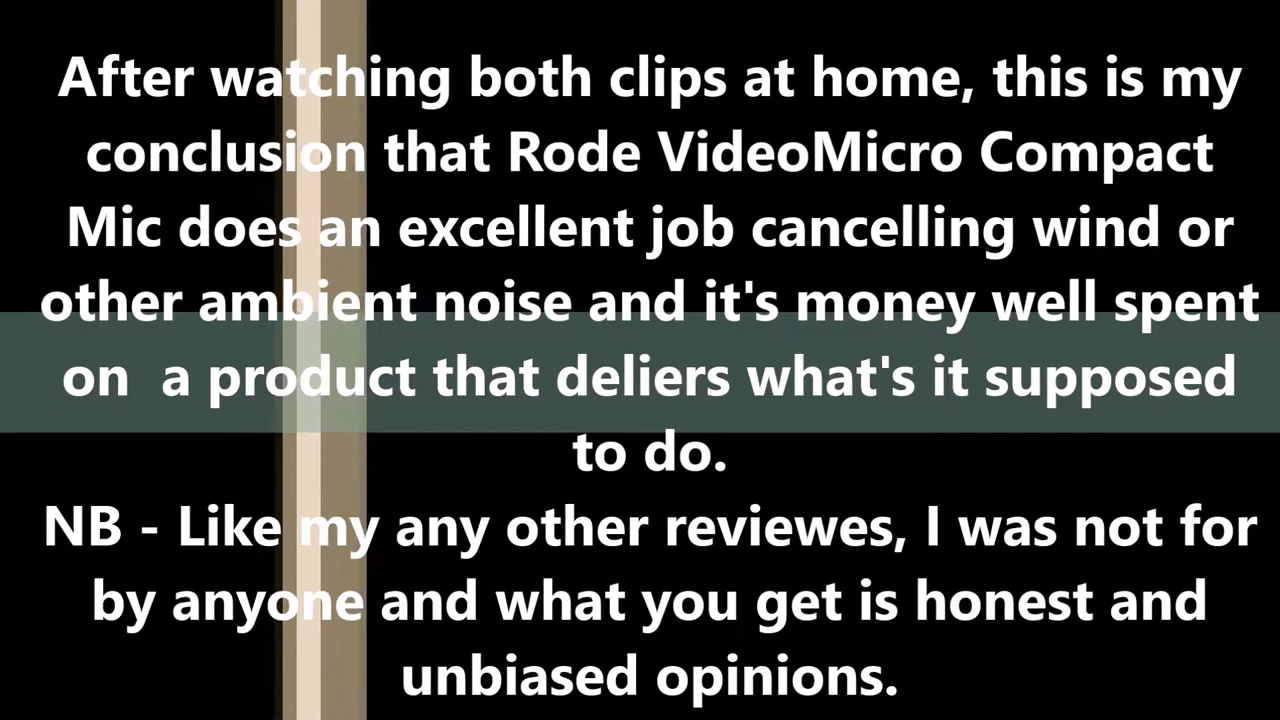 After watching both clips at home, this is my
conclusion that Rode VideoMicro Compact
Mic does an excellent job cancelling wind or
other ambient noise and it's money well spent
on  a product that deliers what's it supposed
to do.
NB - Like my any other reviewes, I was not for
by anyone and what you get is honest and
unbiased opinions.